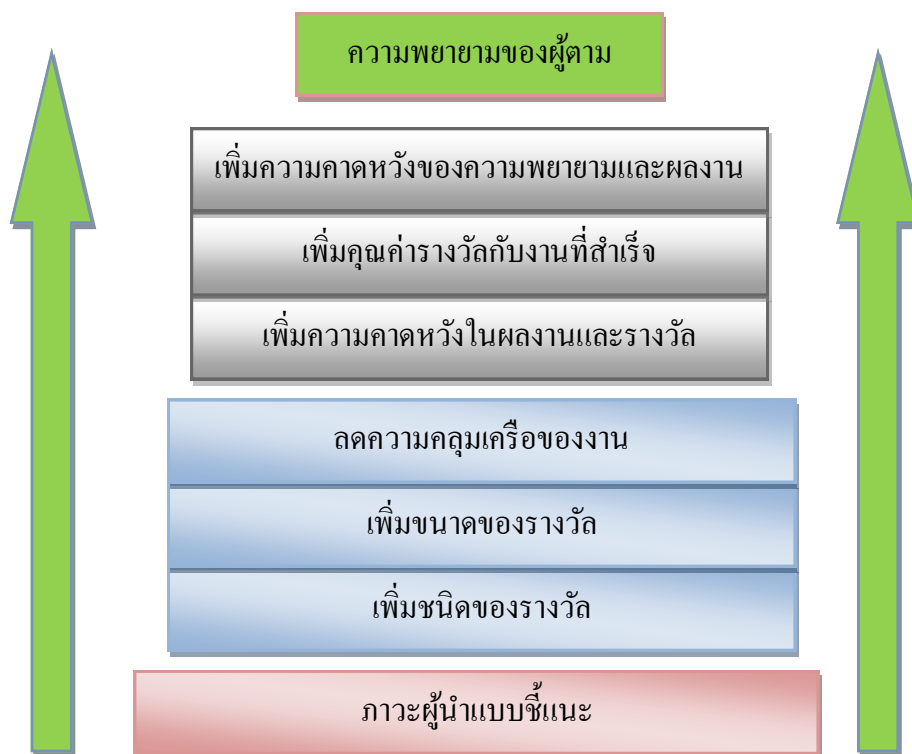 ความพยายามของผู้ตาม
เพิ่มความคาดหวังของความพยายามและผลงาน
เพิ่มคุณค่ารางวัลกับงานที่สำเร็จ
เพิ่มความคาดหวังในผลงานและรางวัล
ลดความคลุมเครือของงาน
เพิ่มขนาดของรางวัล
เพิ่มชนิดของรางวัล
ภาวะผู้นำแบบชี้แนะ